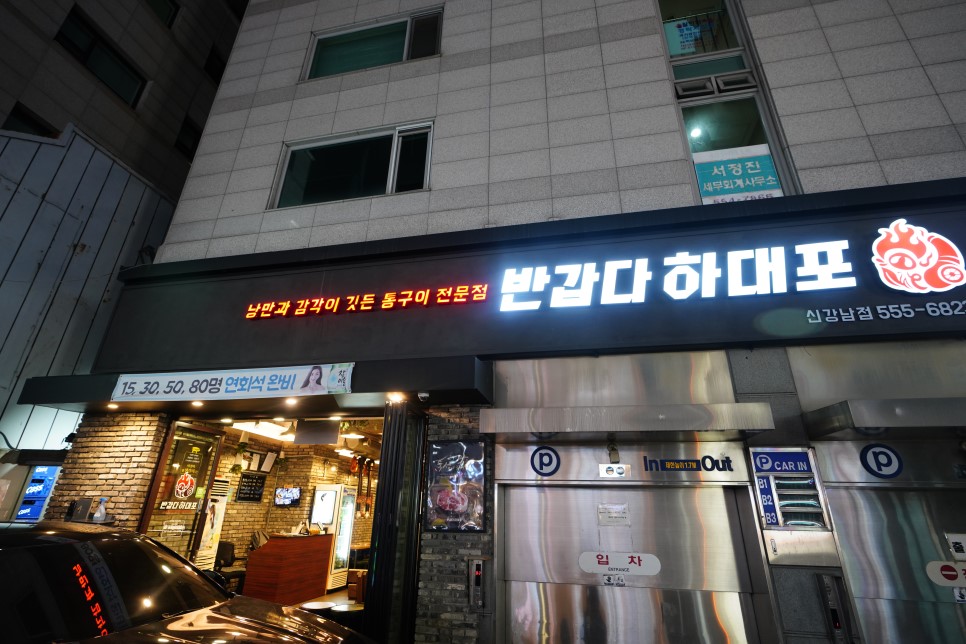 서정진
세무회계사무소
낭만과 감각이 깃든 통구이 전문점
반갑다 하대포
신강남점 555-682
15, 30, 50, 80명 연회석 완비
반갑다 하대포
P
In Out
P CAR IN
B1
B2
B3
P
입 차
ENTRANCE